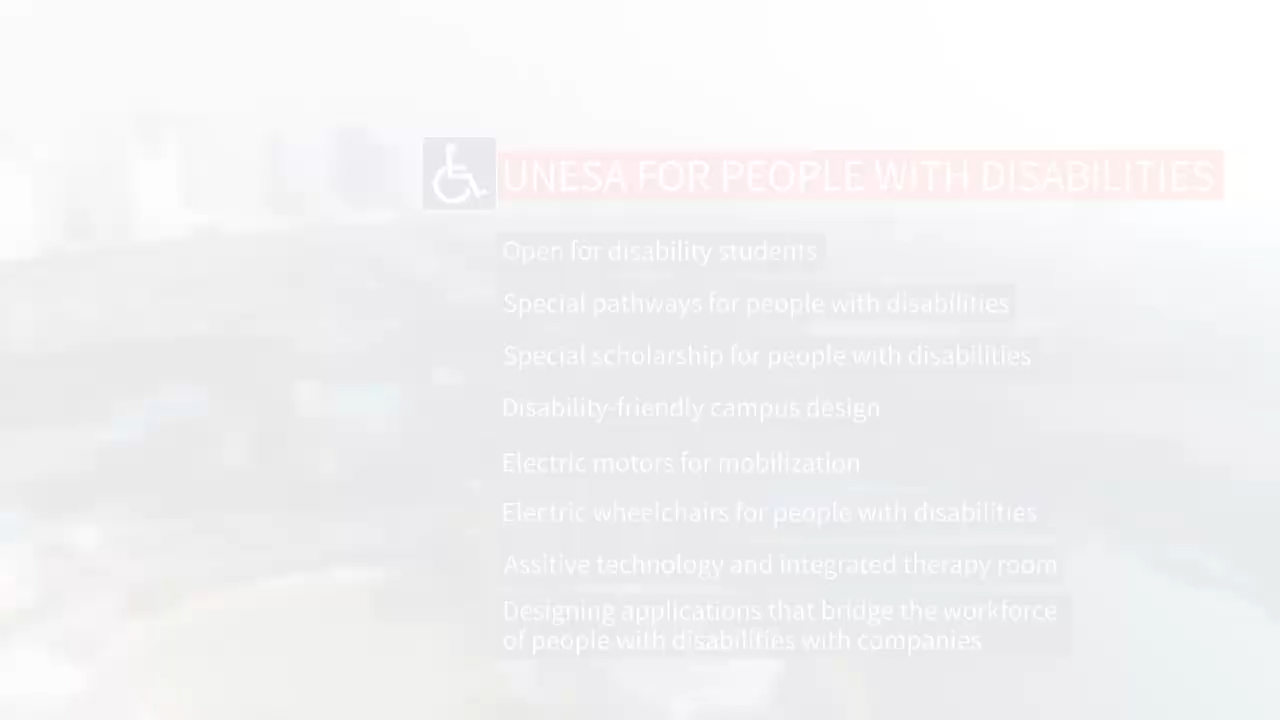 UNESA FOR PEOPLE WITH DISABILITIES
Open for disability students
Special pathways for people with disabilities
Special scholarship for people with disabilities
Disability-friendly campus design
Electric motors for mobilization
Electric wheelchairs for people with disabilities
Assitive technology and integrated therapy room
Designing applications that bridge the workforce
of people with disabilities with companies